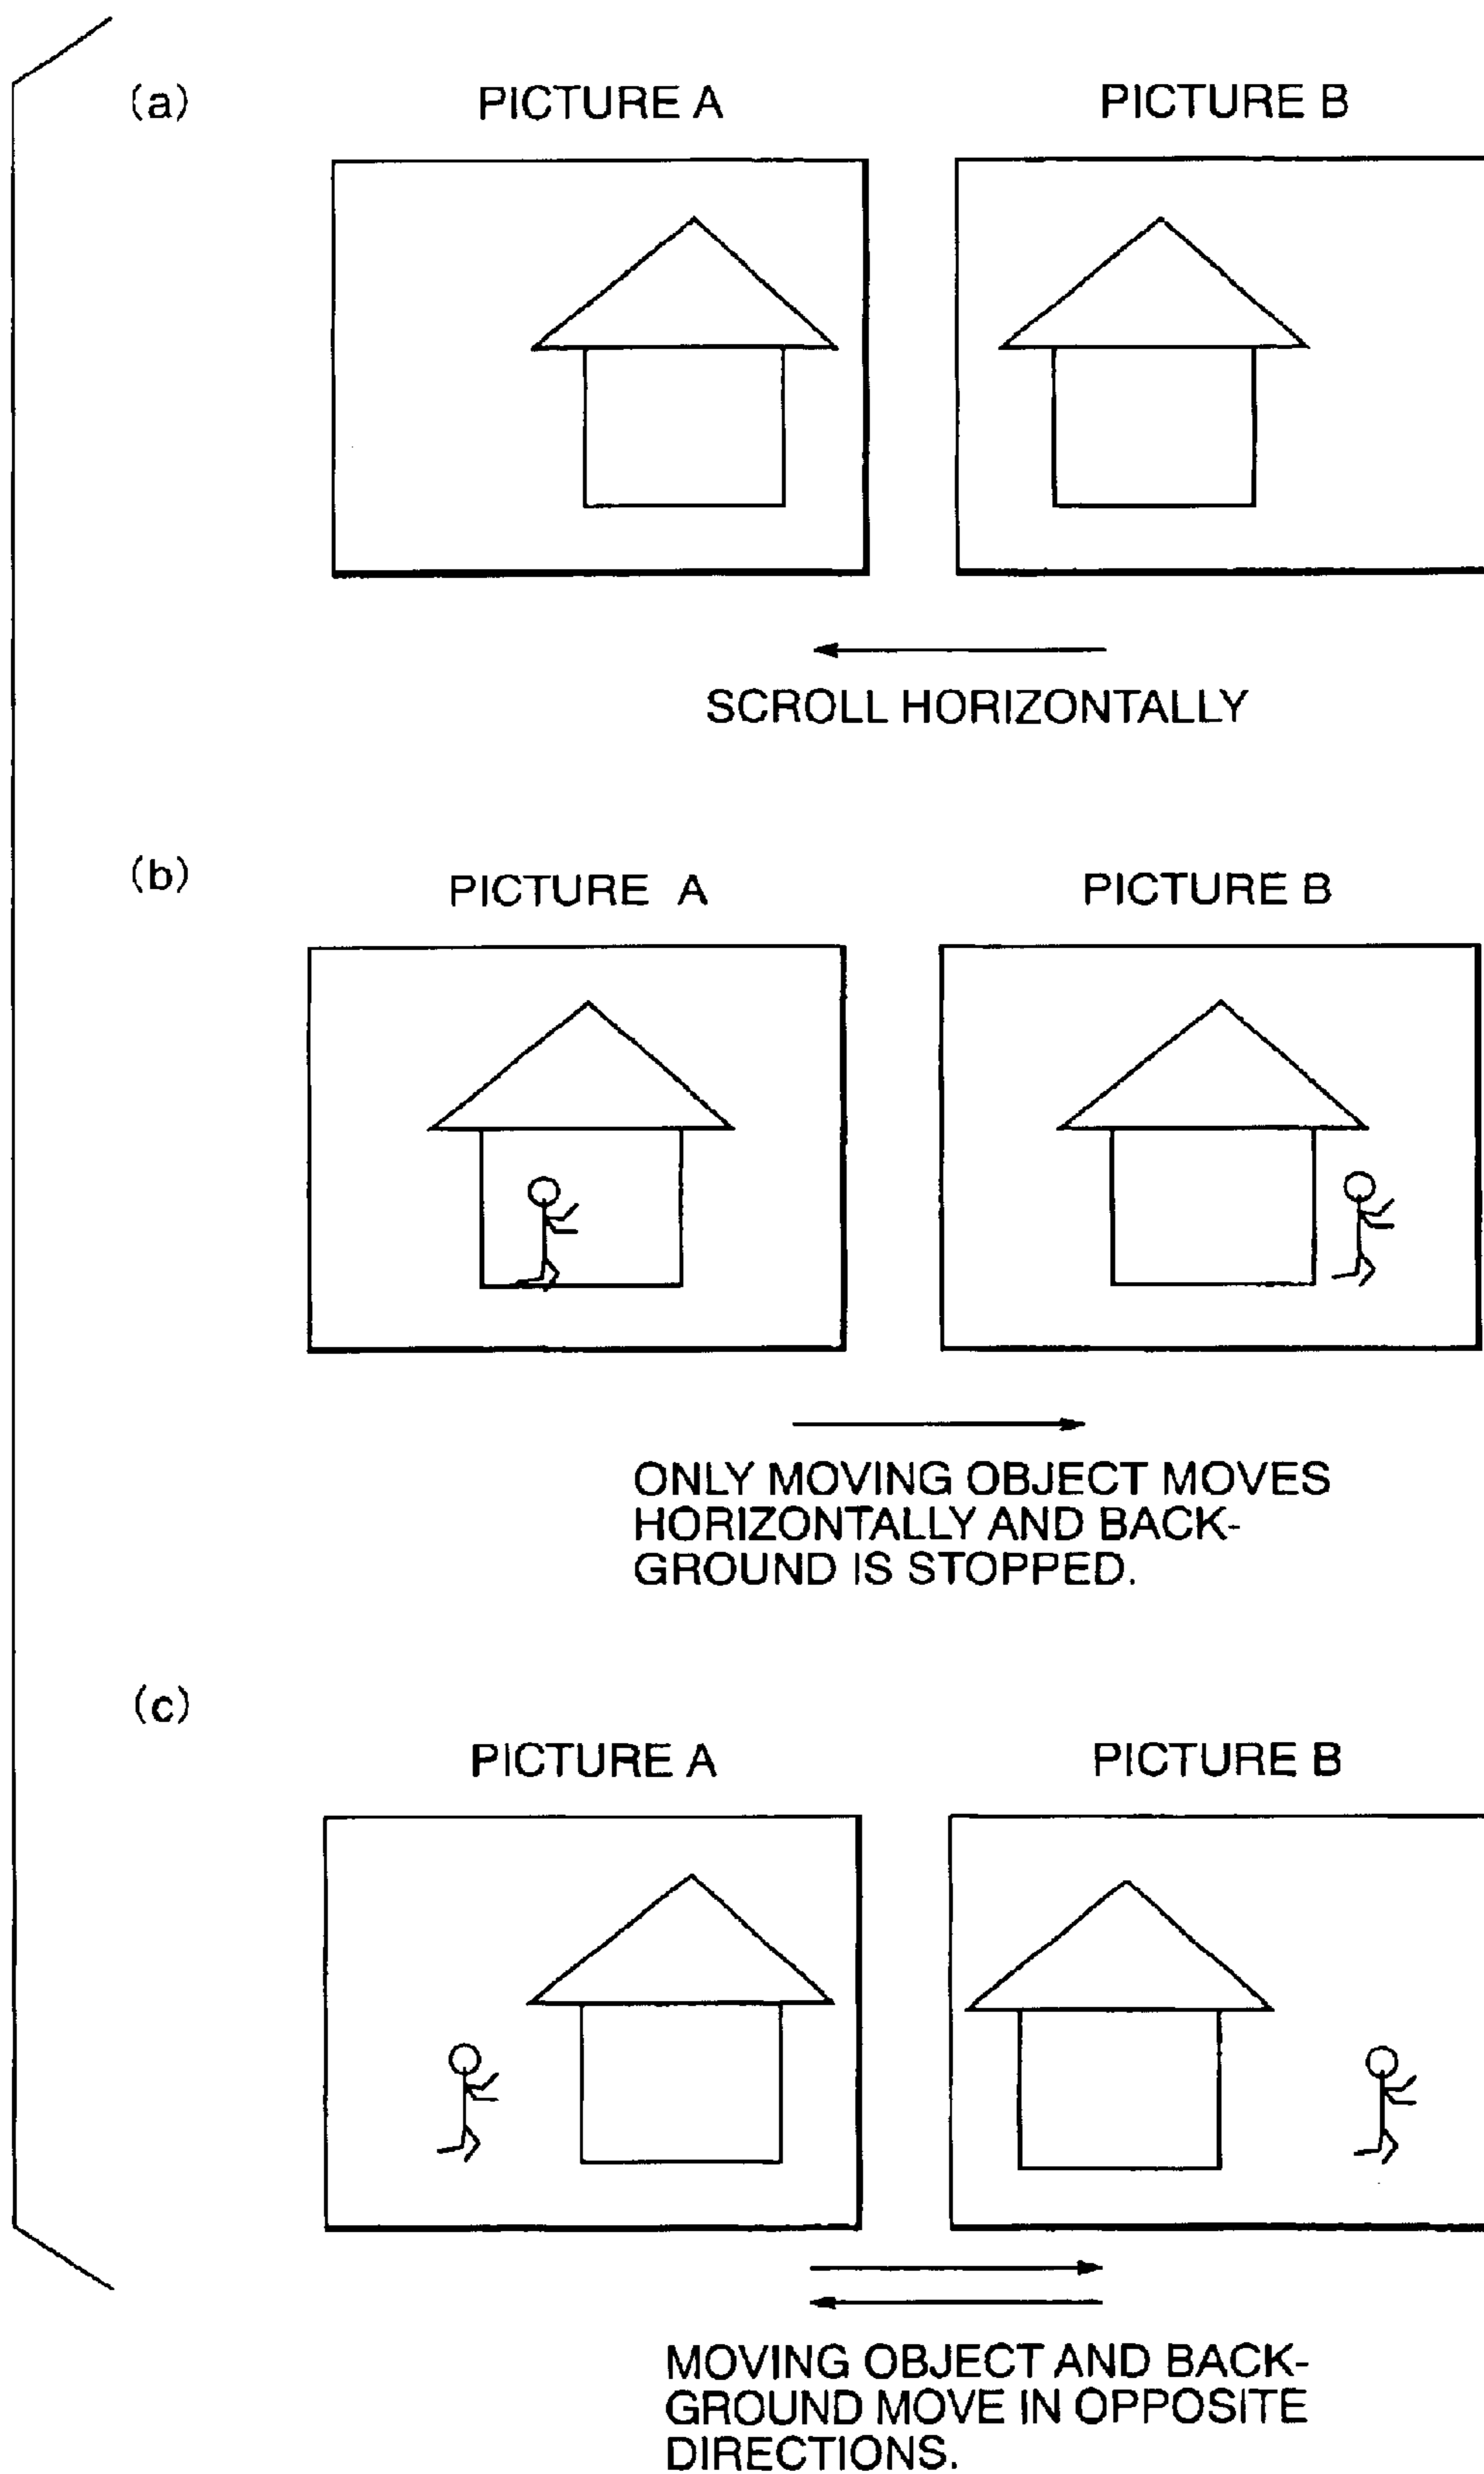 (a)
PICTURE A
PICTURE B
SCROLL HORIZONTALLY
(b)
PICTURE A
PICTURE B
ONLY MOVING OBJECT MOVES
HORIZONTALLY AND BACK-
GROUND IS STOPPED.
(c)
PICTURE A
PICTURE B
MOVING OBJECT AND BACK-
GROUND MOVE IN OPPOSITE
DIRECTIONS.